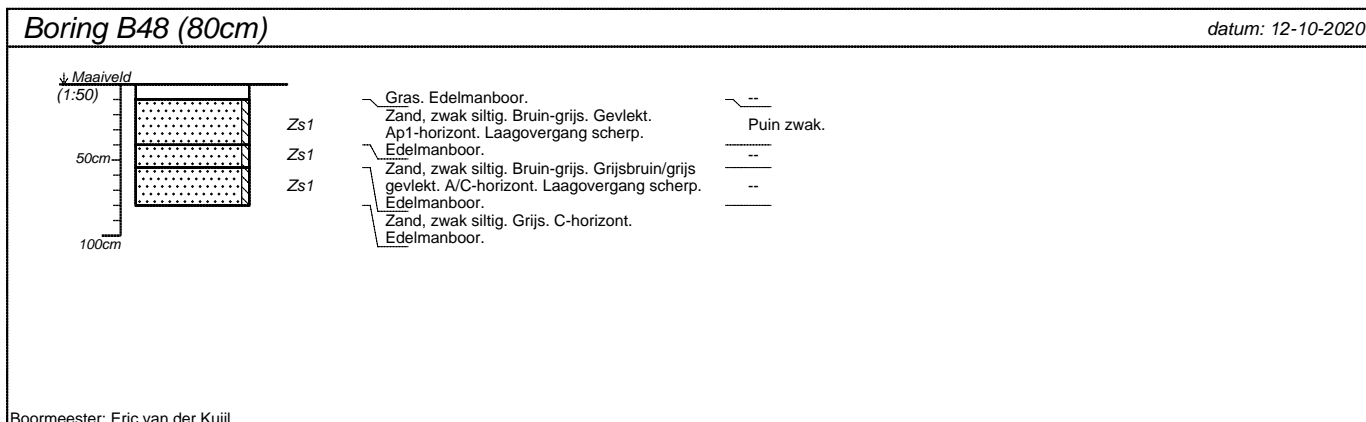 Boring B48 (80cm)
datum: 12-10-2020
Maaiveld
(1:50)
Gras. Edelmanboor.
--
Zand, zwak siltig. Bruin-grijs. Gevlekt.
Zs1
Puin zwak.
Ap1-horizont. Laagovergang scherp.
Edelmanboor.
50cm
Zs1
--
Zand, zwak siltig. Bruin-grijs. Grijsbruin/grijs
gevlekt. A/C-horizont. Laagovergang scherp.
Zs1
--
Edelmanboor.
Zand, zwak siltig. Grijs. C-horizont.
Edelmanboor.
100cm
Boormeester: Eric van der Kuijl